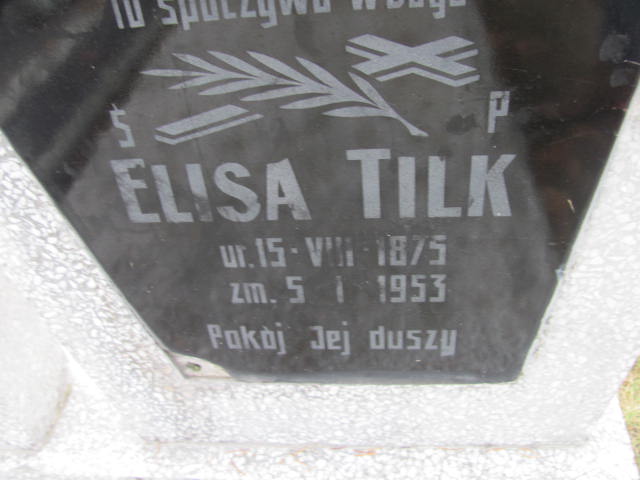 Tu spoczywa w Bogu
Ś P
ELISA TILK
ur. 15 - VIII - 1875
zm. 5 I 1953
Pokój Jej duszy